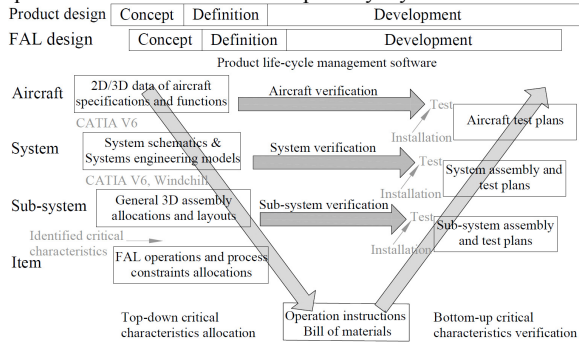 Product design Concept Definition Development
FAL design Concept Definition Development
Product life-cycle management software
Aircraft
2D/3D data of aircraft
specifications and functions
Aircraft verification
Test
CATIA V6
Installation
Aircraft test plans
System
System schematics &
Systems engineering models
System verification
Test
CATIA V6, Windchill
Installation
System assembly and
test plans
Sub-system
General 3D assembly
allocations and layouts
Sub-system verification
Test
Installation
Sub-system assembly
and test plans
Identified critical
characteristics
Item
FAL operations and process
constraints allocations
Operation instructions
Bill of materials
Top-down critical
characteristics allocation
Bottom-up critical
characteristics verification